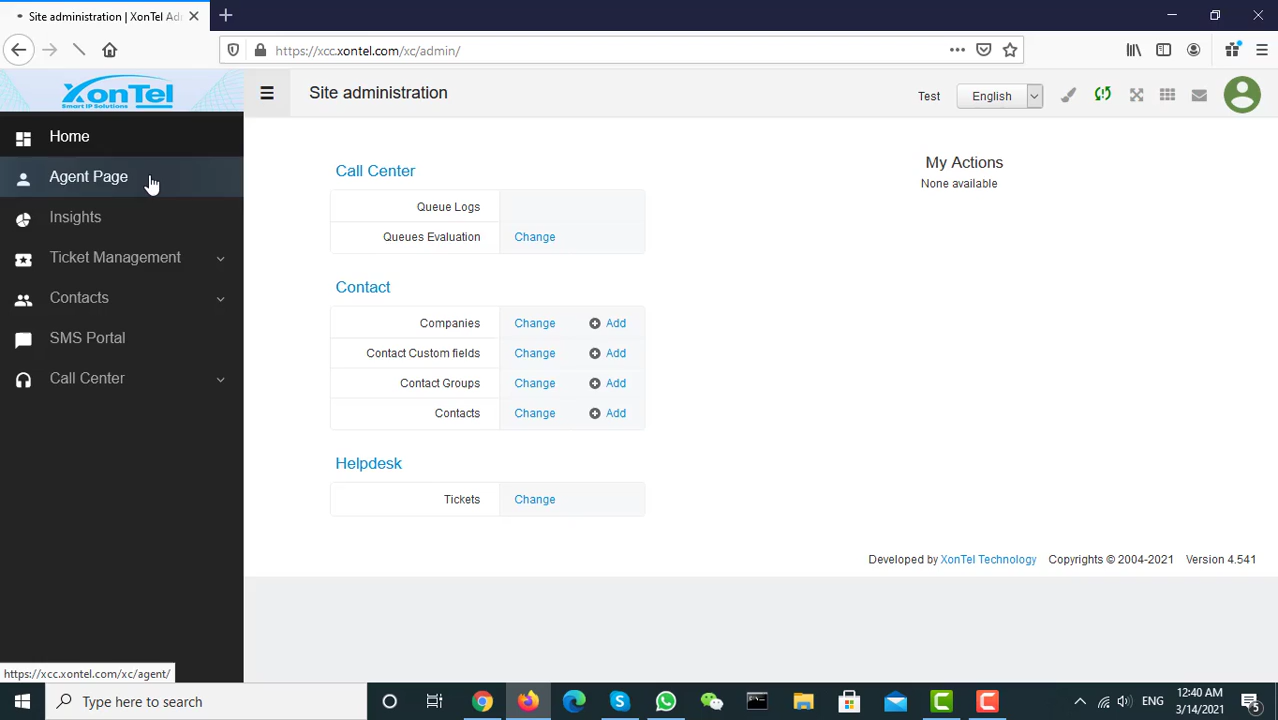 Site administration | XonTel Adm
https://xcc.xontel.com/xc/admin/
XonTel
Smart IP Solutions
Site administration
Test
English
Home
Agent Page
Insights
Ticket Management
Contacts
SMS Portal
Call Center
Call Center
Queue Logs
Queues Evaluation Change
Contact
Companies Change Add
Contact Custom fields Change Add
Contact Groups Change Add
Contacts Change Add
Helpdesk
Tickets Change
My Actions
None available
Developed by XonTel Technology Copyrights © 2004-2021 Version 4.541
https://xcc.xontel.com/xc/agent/
Type here to search
ENG
12:40 AM
3/14/2021
5